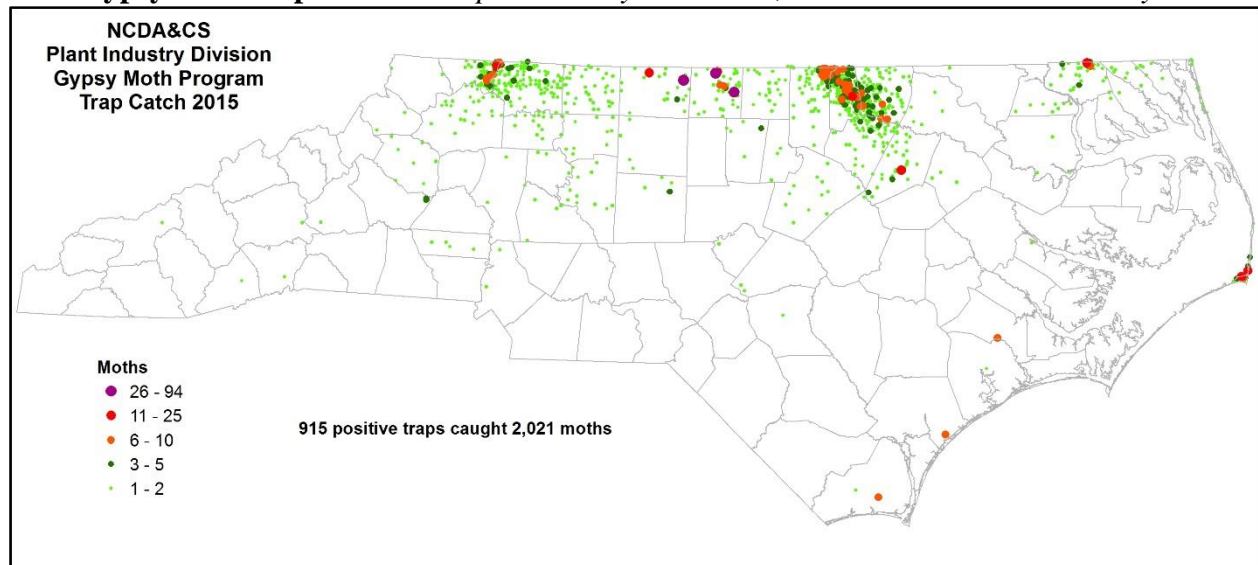 NCDA&CS
Plant Industry Division
Gypsy Moth Program
Trap Catch 2015
Moths
26 - 94
11 - 25
6 - 10
3 - 5
1 - 2
915 positive traps caught 2,021 moths